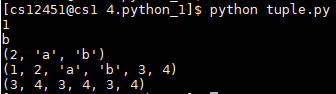 [cs12451@cs1 4.python_1]$ python tuple.py
1
b
(2, 'a', 'b')
(1, 2, 'a', 'b', 3, 4)
(3, 4, 3, 4, 3, 4)